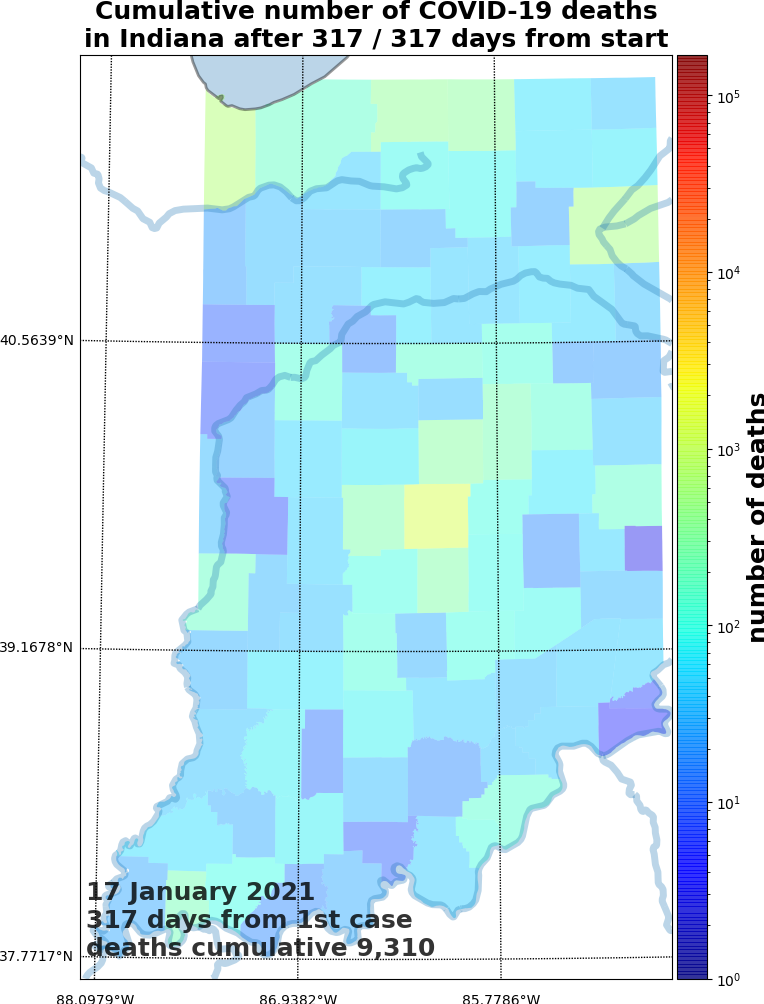 Cumulative number of COVID-19 deaths
in Indiana after 317 / 317 days from start
10^5
10^4
10^3
10^2
10^1
10^0
number of deaths
40.5639°N
39.1678°N
37.7717°N
17 January 2021
317 days from 1st case
deaths cumulative 9,310
88.0979°W 86.9382°W 85.7786°W